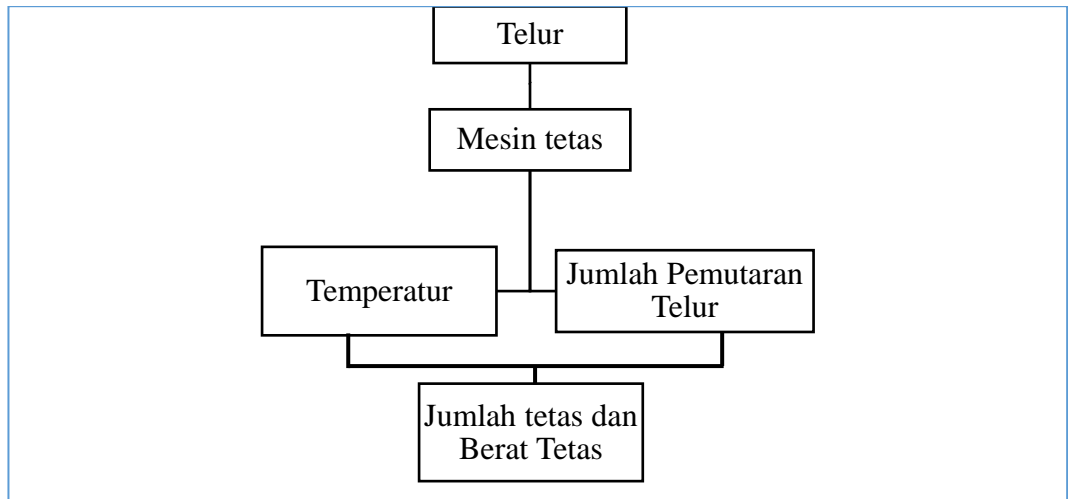 Telur
Mesin tetas
Temperatur
Jumlah Pemutaran
Telur
Jumlah tetas dan
Berat Tetas